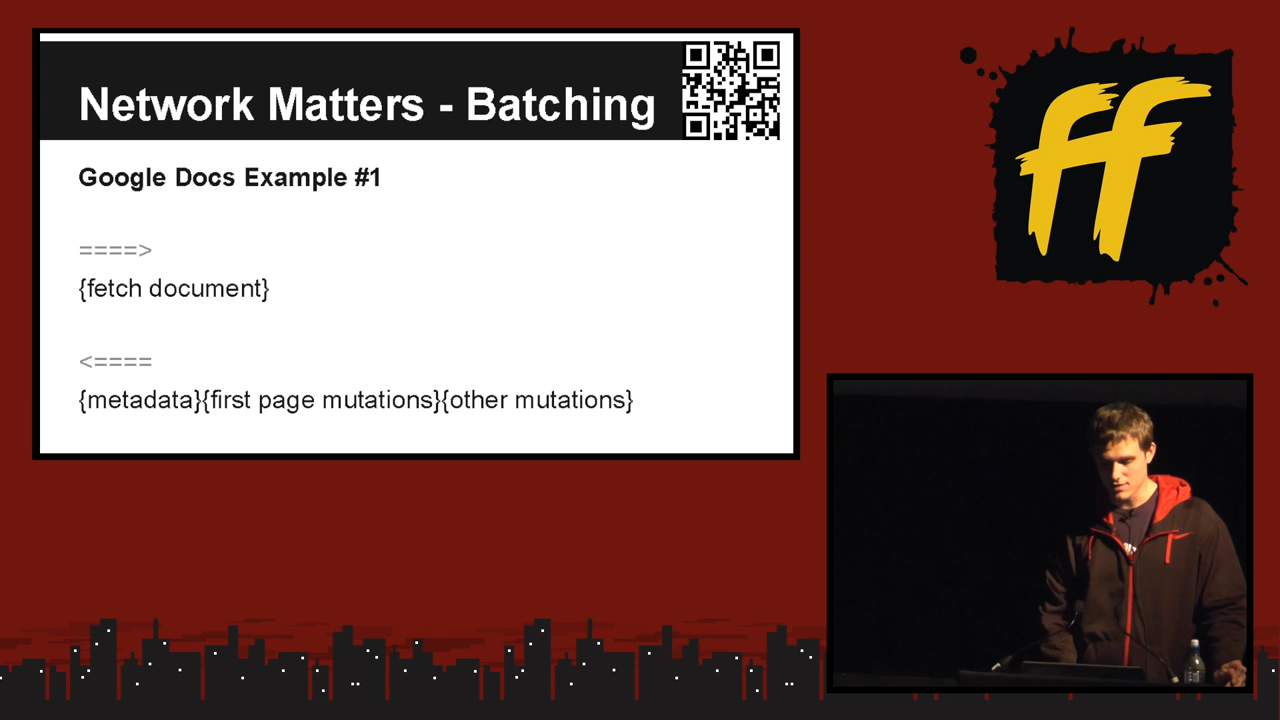 Network Matters - Batching
Google Docs Example #1
====>
{fetch document}
<====
{metadata}{first page mutations}{other mutations}
ff